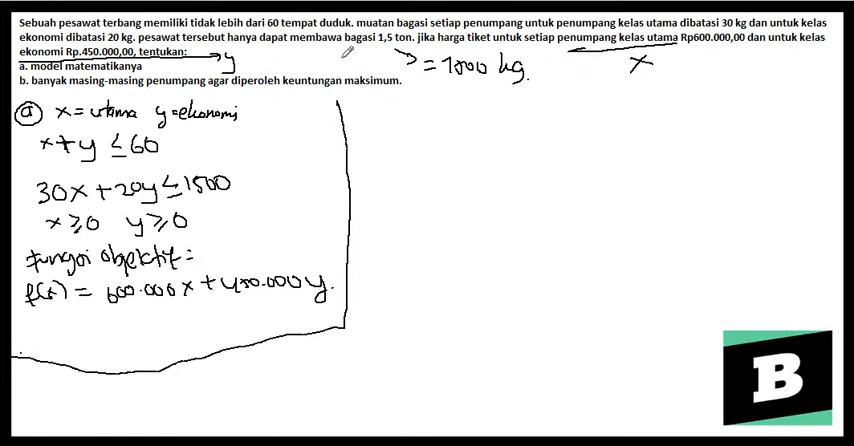 Sebuah pesawat terbang memiliki tidak lebih dari 60 tempat duduk. muatan bagasi setiap penumpang untuk penumpang kelas utama dibatasi 30 kg dan untuk kelas
ekonomi dibatasi 20 kg. pesawat tersebut hanya dapat membawa bagasi 1,5 ton. jika harga tiket untuk setiap penumpang kelas utama Rp600.000,00 dan untuk kelas
ekonomi Rp.450.000,00, tentukan:
y
= 1500 kg.
x
a. model matematikanya
b. banyak masing-masing penumpang agar diperoleh keuntungan maksimum.
a x = utama y = ekonomi
x + y ≤ 60
30x + 20y ≤ 1500
x ≥ 0 y ≥ 0
fungsi objektif =
f(x) = 600.000 x + 450.000 y.
B